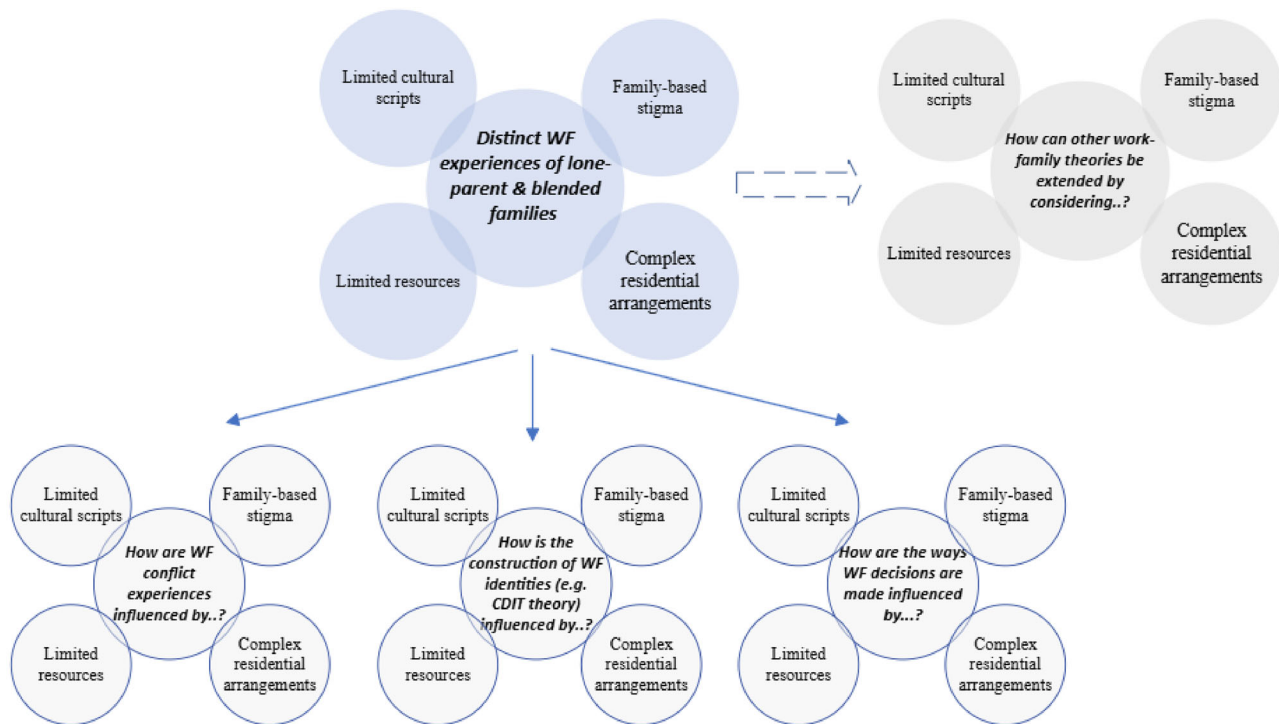 Limited cultural
scripts
Family-based
stigma
Distinct WF
experiences of lone-
parent & blended
families
Limited resources
Complex
residential
arrangements
Limited cultural
scripts
Family-based
stigma
How can other work-
family theories be
extended by
considering..?
Limited resources
Complex
residential
arrangements
Limited
cultural scripts
Family-based
stigma
How are WF
conflict
experiences
influenced by..?
Limited
resources
Complex
residential
arrangements
Limited
cultural scripts
Family-based
stigma
How is the
construction of WF
identities (e.g.
CDIT theory)
influenced by..?
Limited
resources
Complex
residential
arrangements
Limited
cultural scripts
Family-based
stigma
How are the ways
WF decisions are
made influenced
by...?
Limited
resources
Complex
residential
arrangements